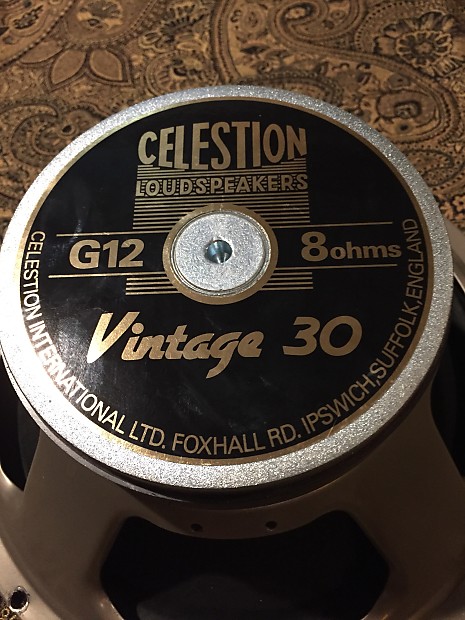 CELESTION
LOUDSPEAKERS
G12 8ohms
Vintage 30
CELESTION INTERNATIONAL LTD. FOXHALL RD. IPSWICH,SUFFOLK,ENGLAND